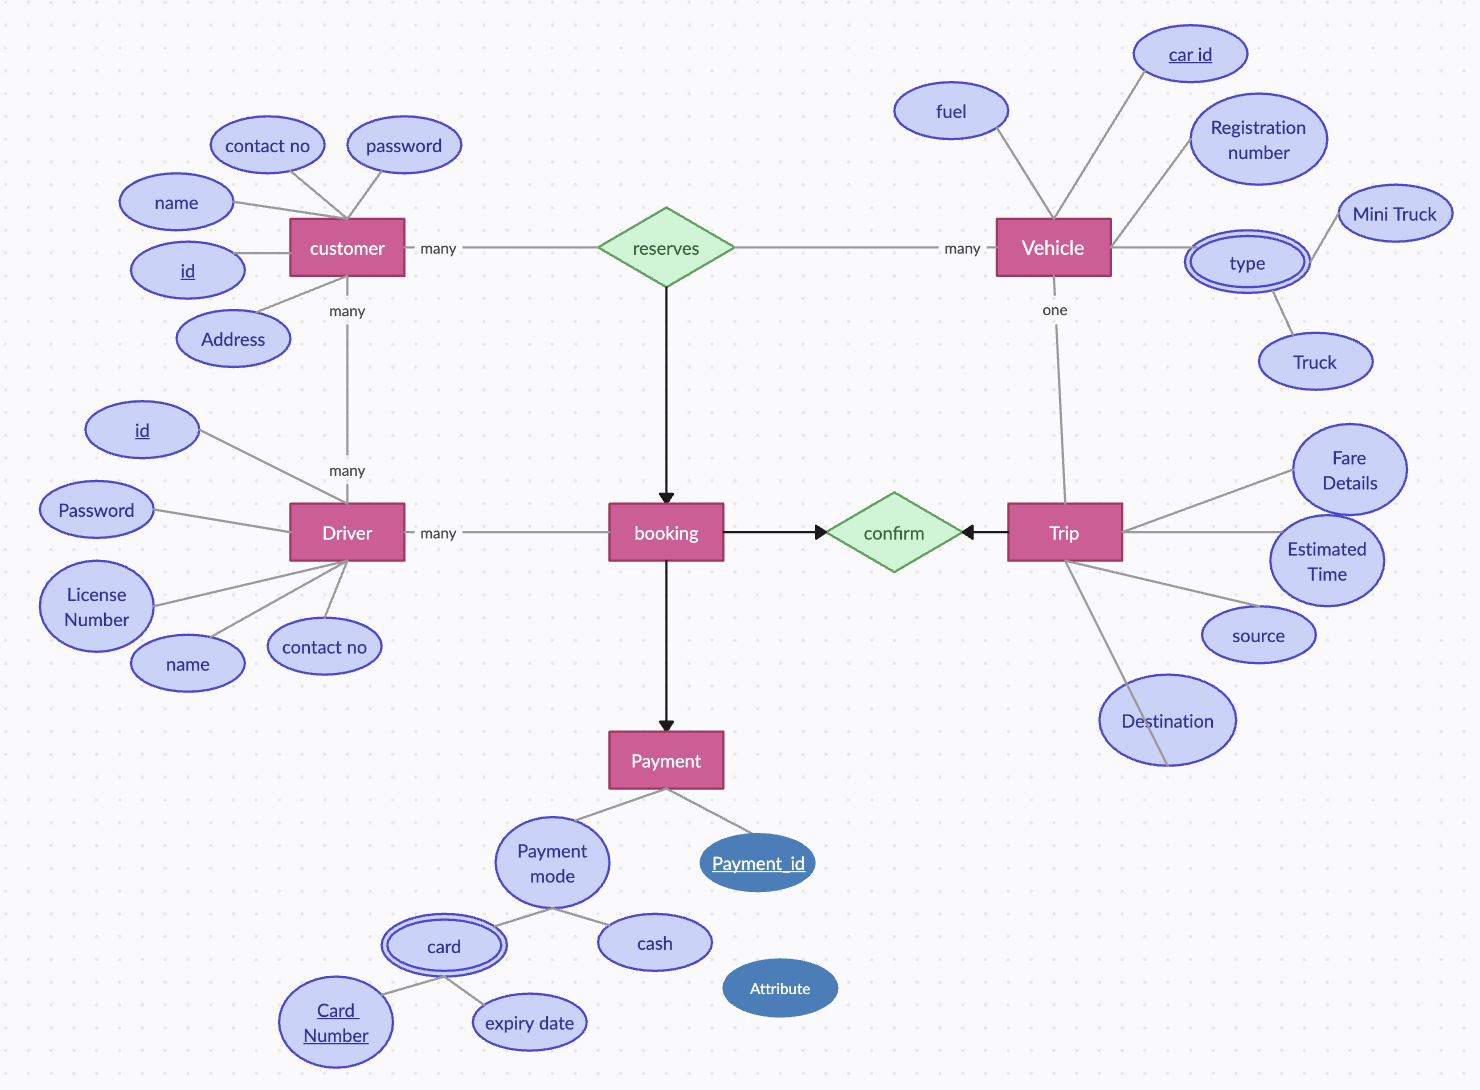 car id
fuel
Registration
number
contact no
password
name
Mini Truck
customer
many
reserves
many
Vehicle
type
id
many
one
Address
Truck
id
Fare
Details
many
Password
Driver
many
booking
confirm
Trip
Estimated
Time
License
Number
source
name
contact no
Destination
Payment
Payment
mode
Payment_id
card
cash
Attribute
Card
Number
expiry date